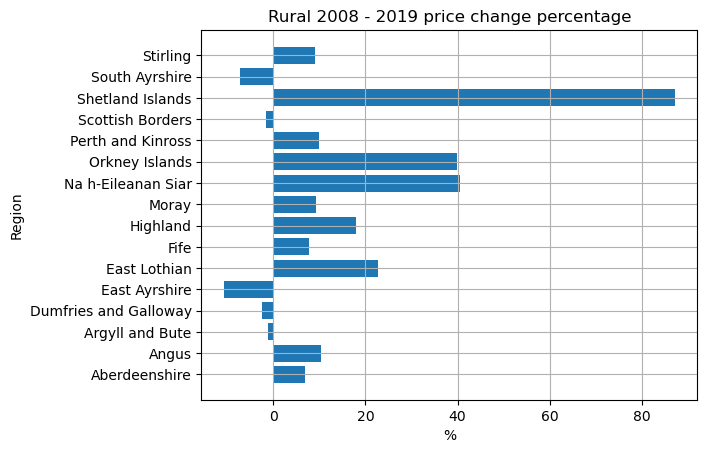 Rural 2008 - 2019 price change percentage
Stirling
South Ayrshire
Shetland Islands
Scottish Borders
Perth and Kinross
Orkney Islands
Na h-Eileanan Siar
Moray
Highland
Fife
East Lothian
East Ayrshire
Dumfries and Galloway
Argyll and Bute
Angus
Aberdeenshire
Region
0 20 40 60 80
%